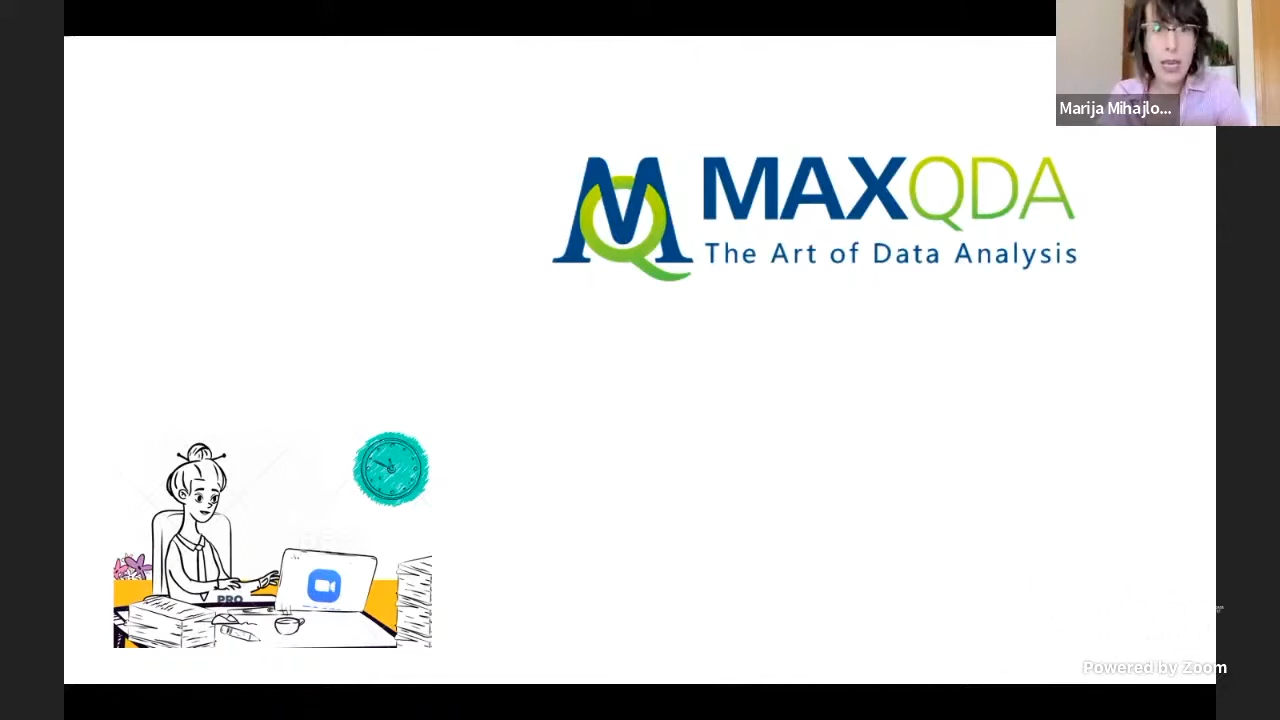 Marija Mihajlo...
MAXQDA
The Art of Data Analysis
PRO
Powered by Zoom